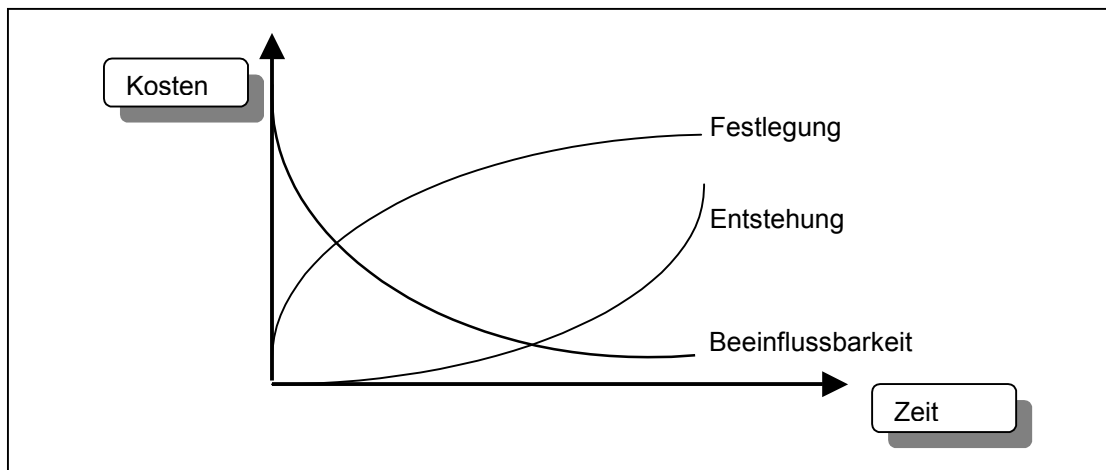 Kosten
Festlegung
Entstehung
Beeinflussbarkeit
Zeit